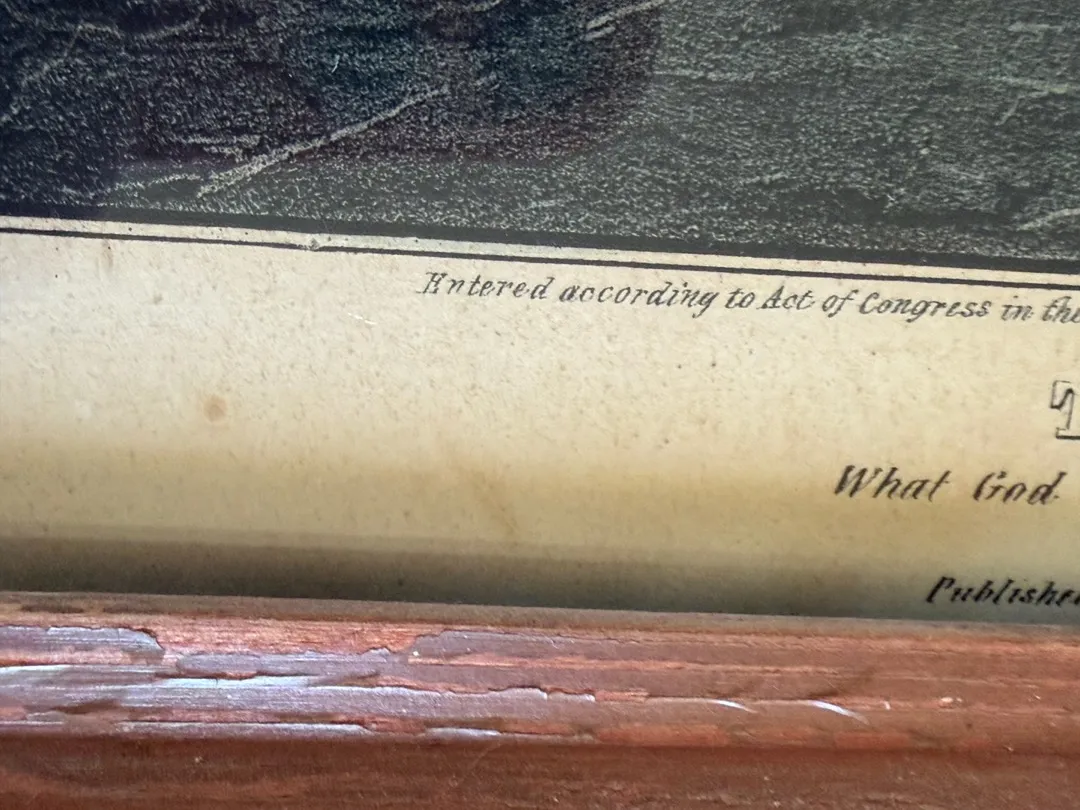 Entered according to Act of Congress in the
T
What God
Published